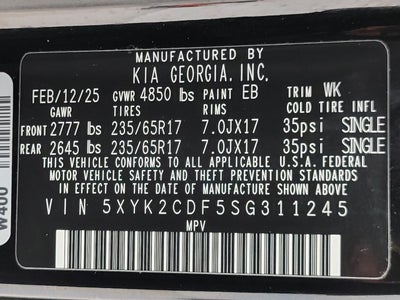 MANUFACTURED BY
KIA GEORGIA, INC.
FEB/12/25 GVWR 4850 lbs PAINT EB TRIM WK
GAWR TIRES RIMS COLD TIRE INFL
FRONT 2777 lbs 235/65R17 7.0JX17 35psi SINGLE
REAR 2645 lbs 235/65R17 7.0JX17 35psi SINGLE
THIS VEHICLE CONFORMS TO ALL APPLICABLE U.S.A. FEDERAL
MOTOR VEHICLE SAFETY AND THEFT PREVENTION STANDARDS
IN EFFECT ON THE DATE OF MANUFACTURE SHOWN ABOVE
VIN 5XYK2CDF5SG311245
MPV
W400